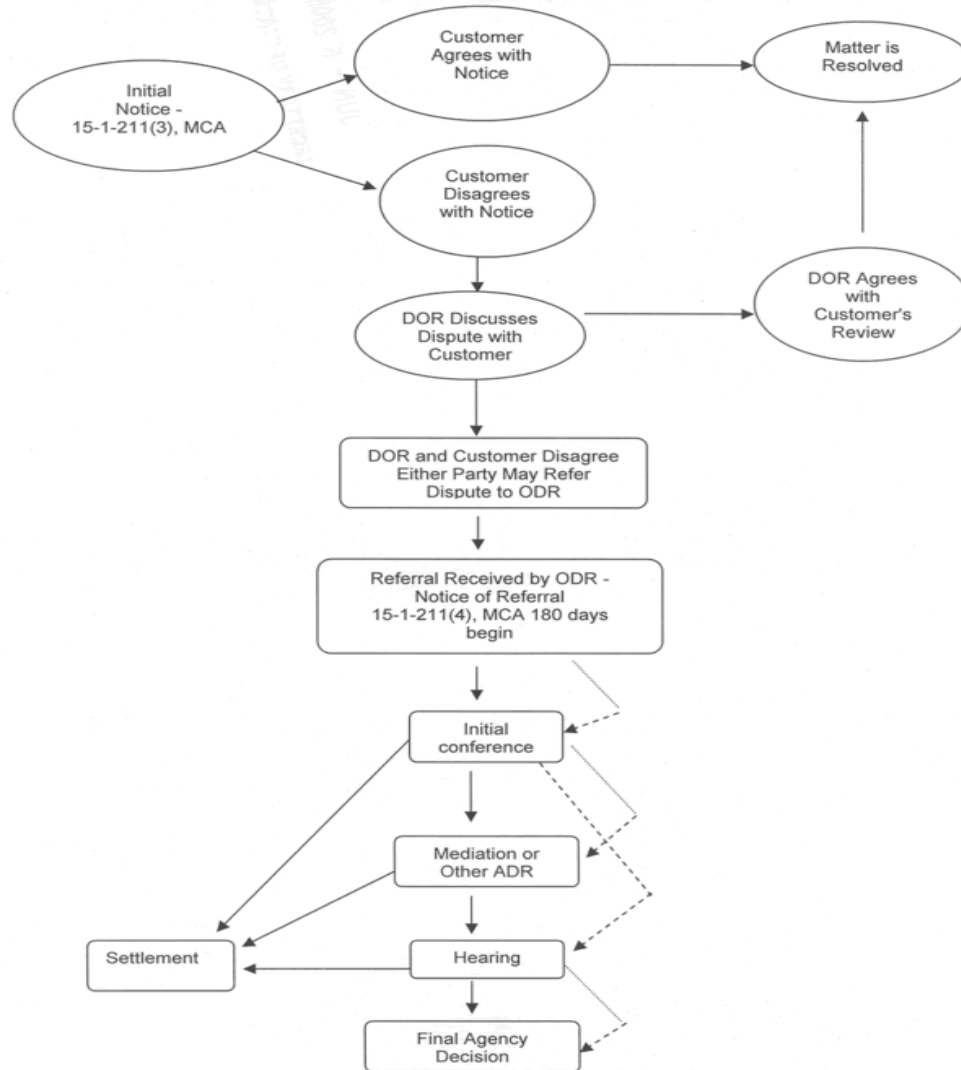 Customer
Agrees with
Notice
Matter is
Resolved
Initial
Notice -
15-1-211(3), MCA
Customer
Disagrees
with Notice
DOR Agrees
with
Customer's
Review
DOR Discusses
Dispute with
Customer
DOR and Customer Disagree
Either Party May Refer
Dispute to ODR
Referral Received by ODR -
Notice of Referral
15-1-211(4), MCA 180 days
begin
Initial
conference
Mediation or
Other ADR
Settlement
Hearing
Final Agency
Decision